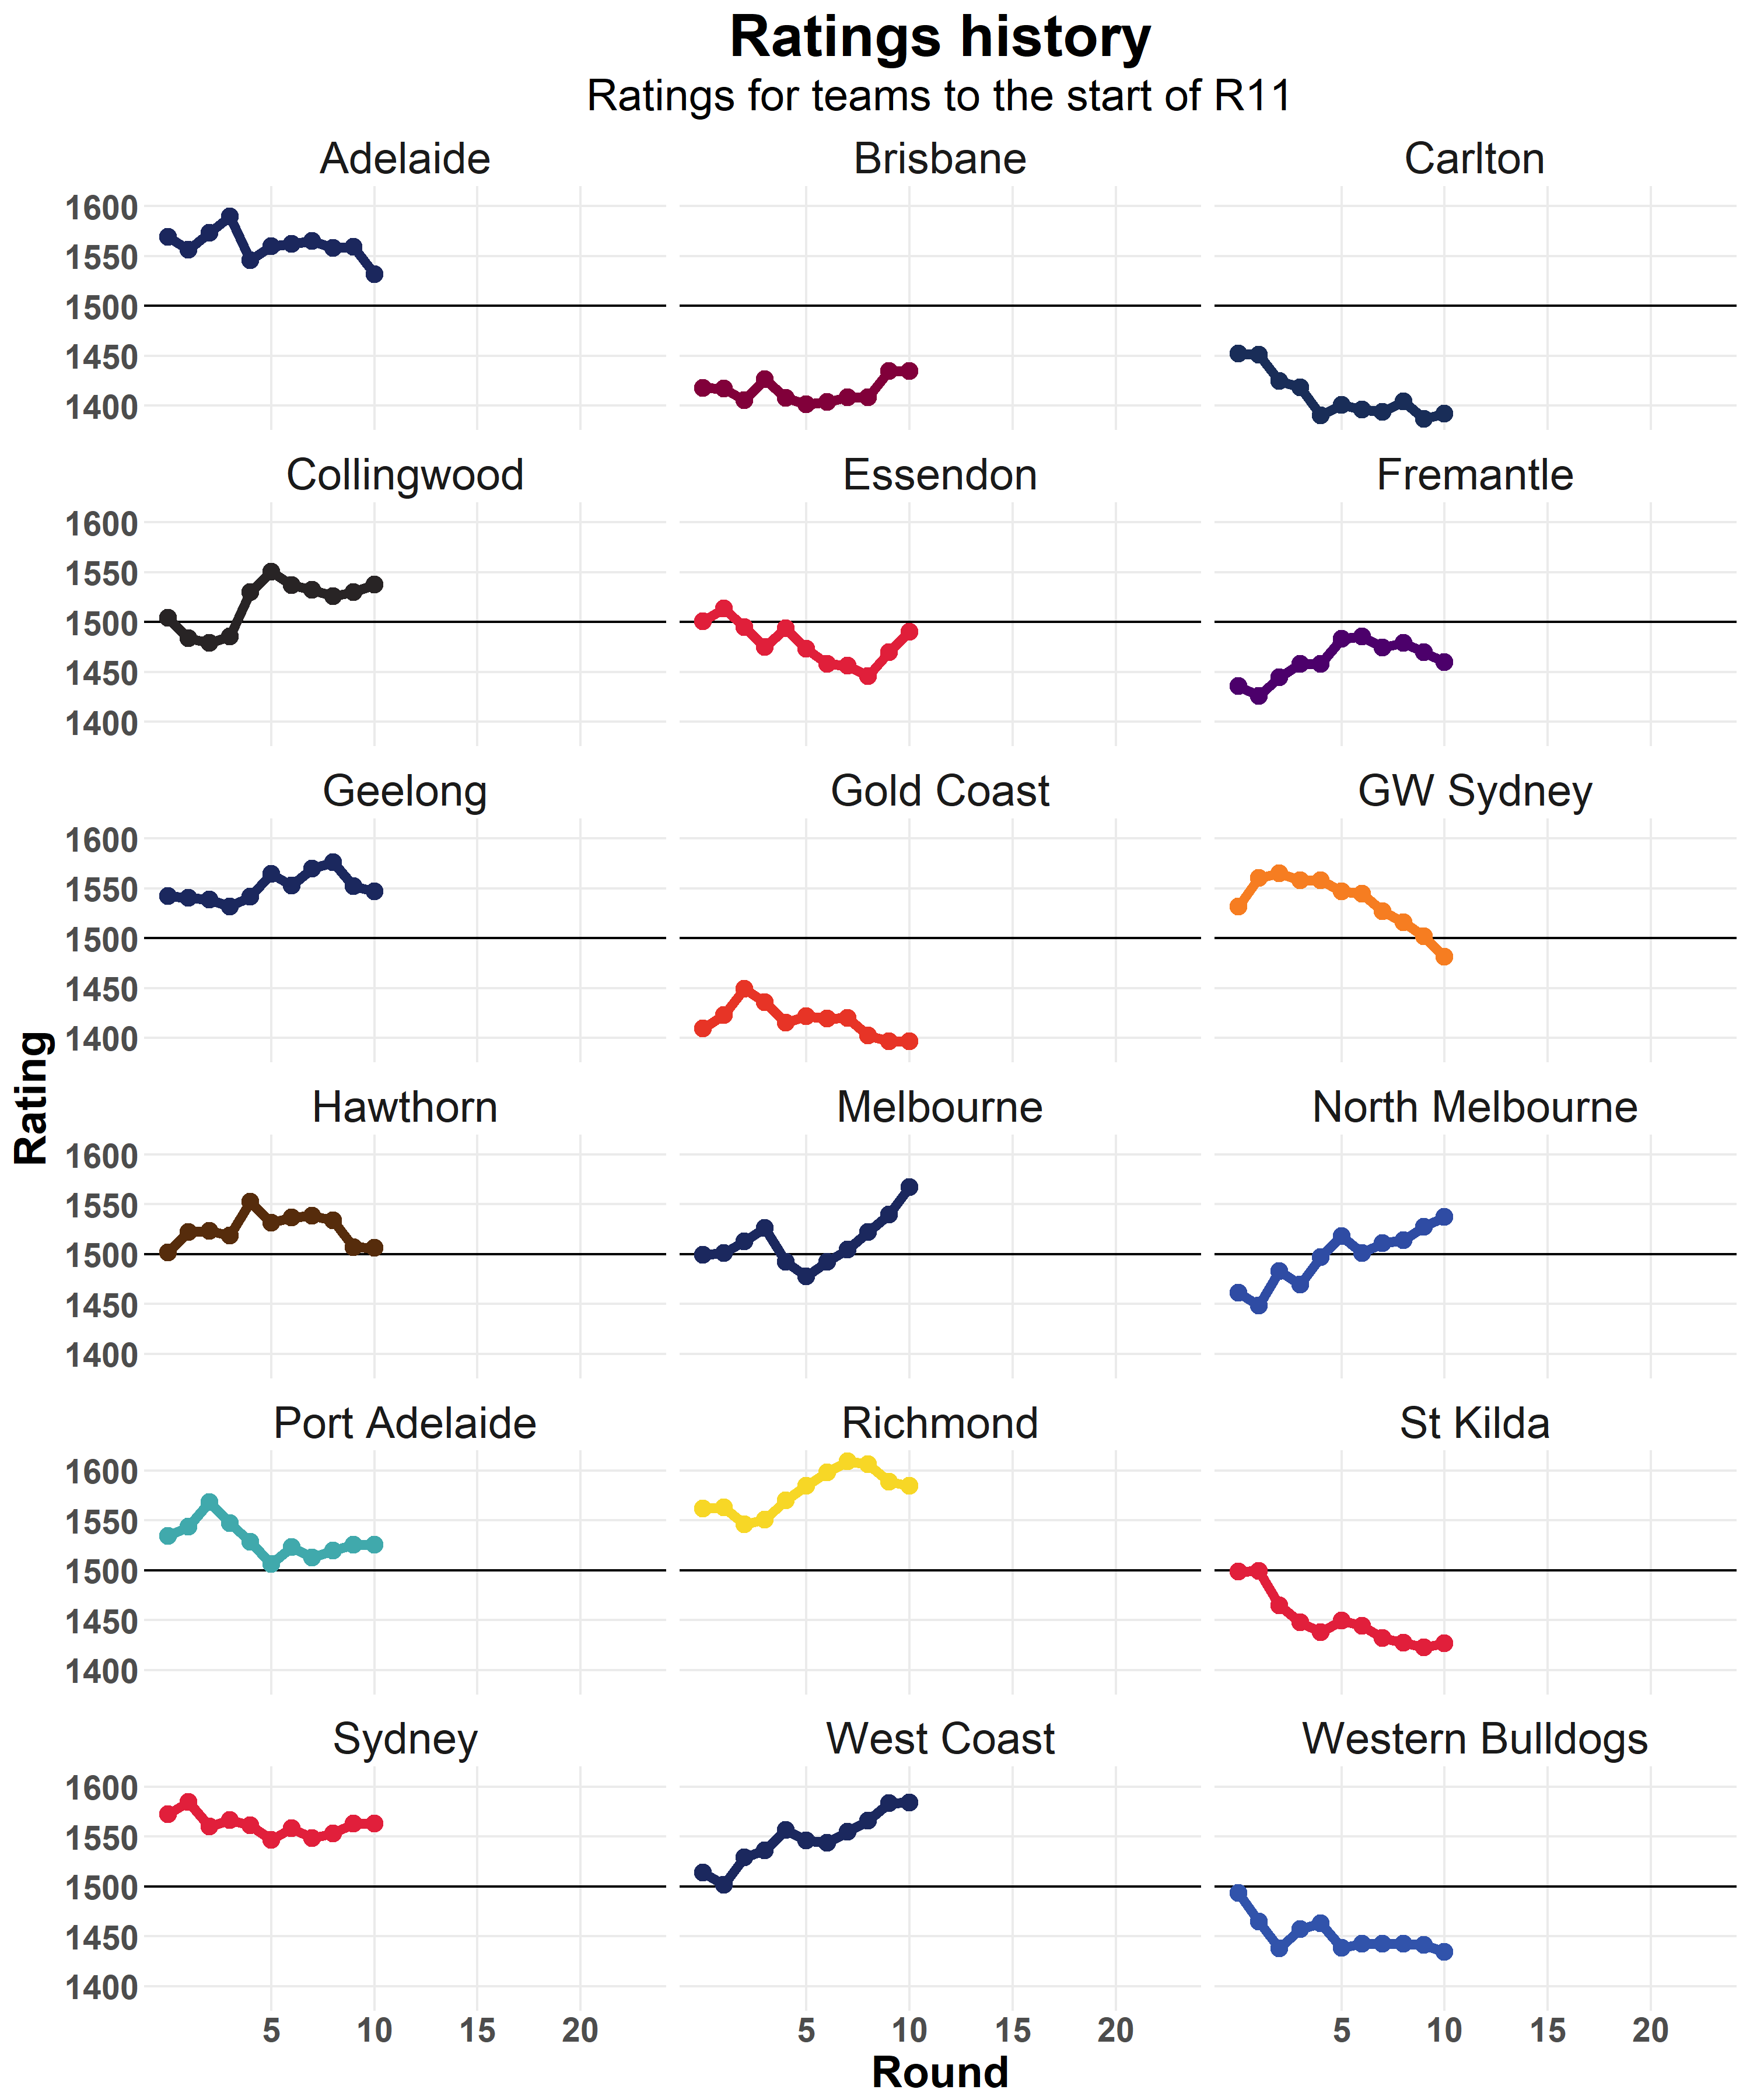 Ratings history
Ratings for teams to the start of R11
Adelaide
Brisbane
Carlton
1600
1550
1500
1450
1400
Collingwood
Essendon
Fremantle
1600
1550
1500
1450
1400
Geelong
Gold Coast
GW Sydney
1600
1550
1500
1450
1400
Rating
Hawthorn
Melbourne
North Melbourne
1600
1550
1500
1450
1400
Port Adelaide
Richmond
St Kilda
1600
1550
1500
1450
1400
Sydney
West Coast
Western Bulldogs
1600
1550
1500
1450
1400
5 10 15 20
5 10 15 20
5 10 15 20
Round